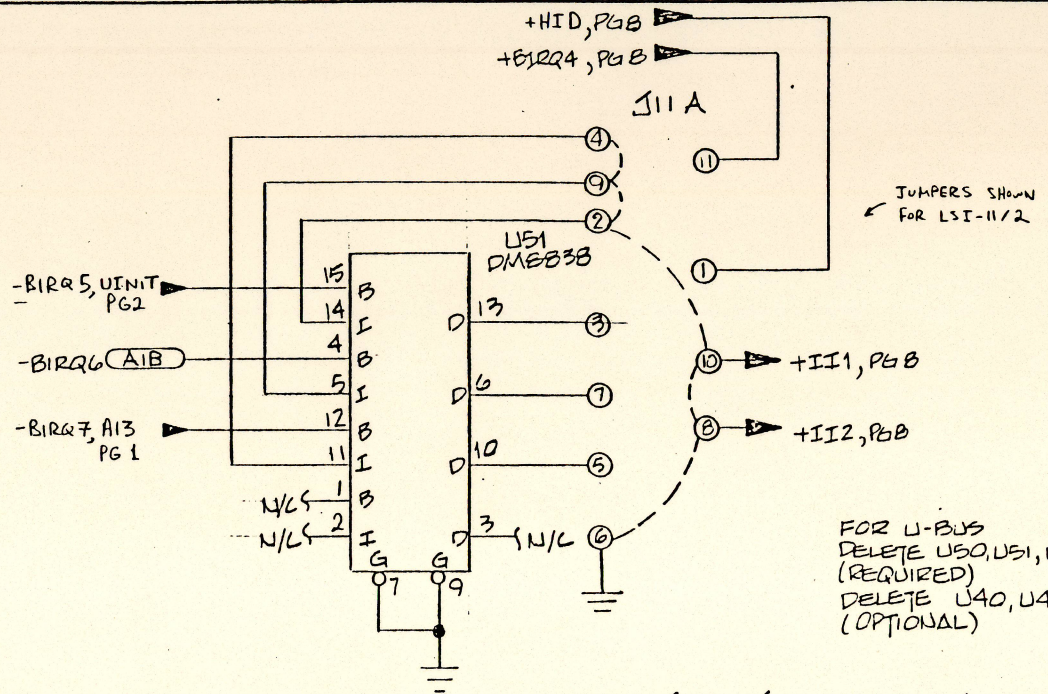 +HID, PG8
+BIRQ4, PG8
J11A
4
11
9
JUMPERS SHOWN
FOR LSI-11/2
2
U51
DM8838
1
-BIRQ5, UINIT
PG2
15
B
14
I
D
13
3
-BIRQ6
A1B
4
B
10
+II1, PG8
5
I
D
6
7
-BIRQ7, A13
PG1
12
B
8
+II2, PG8
11
I
D
10
5
N/C
1
B
N/C
2
I
D
3
N/C
6
G
G
7
9
FOR U-BUS
DELETE U50, U51,
(REQUIRED)
DELETE U40, U4
(OPTIONAL)